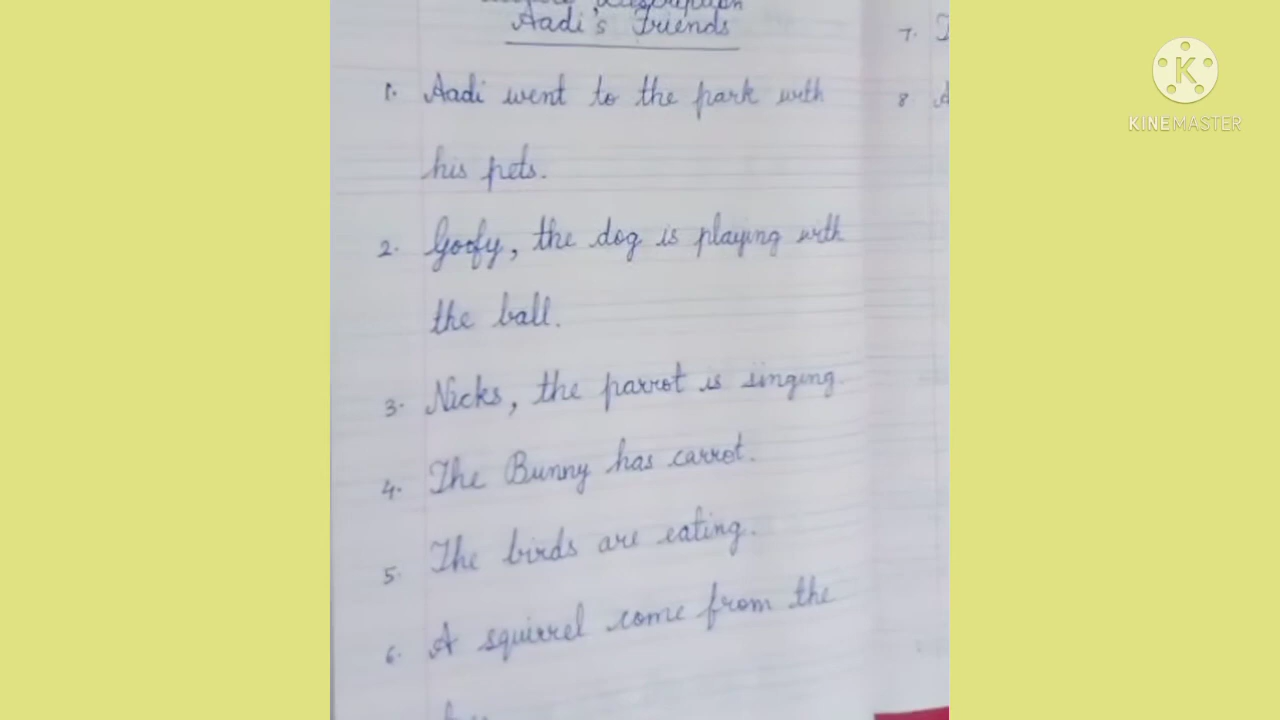 Aadi's Friends
1. Aadi went to the park with
his pets.
2. Goofy, the dog is playing with
the ball.
3. Nicks, the parrot is singing.
4. The Bunny has carrot.
5. The birds are eating.
6. A squirrel come from the
7.
8
KINEMASTER